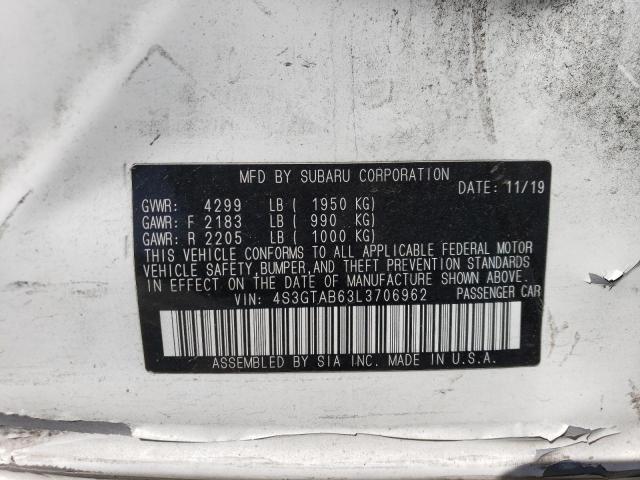 MFD BY SUBARU CORPORATION
DATE: 11/19
GVWR: 4299 LB ( 1950 KG)
GAWR: F 2183 LB ( 990 KG)
GAWR: R 2205 LB ( 1000 KG)
THIS VEHICLE CONFORMS TO ALL APPLICABLE FEDERAL MOTOR
VEHICLE SAFETY, BUMPER, AND THEFT PREVENTION STANDARDS
IN EFFECT ON THE DATE OF MANUFACTURE SHOWN ABOVE.
VIN: 4S3GTAB63L3706962 PASSENGER CAR
ASSEMBLED BY SIA INC. MADE IN U.S.A.